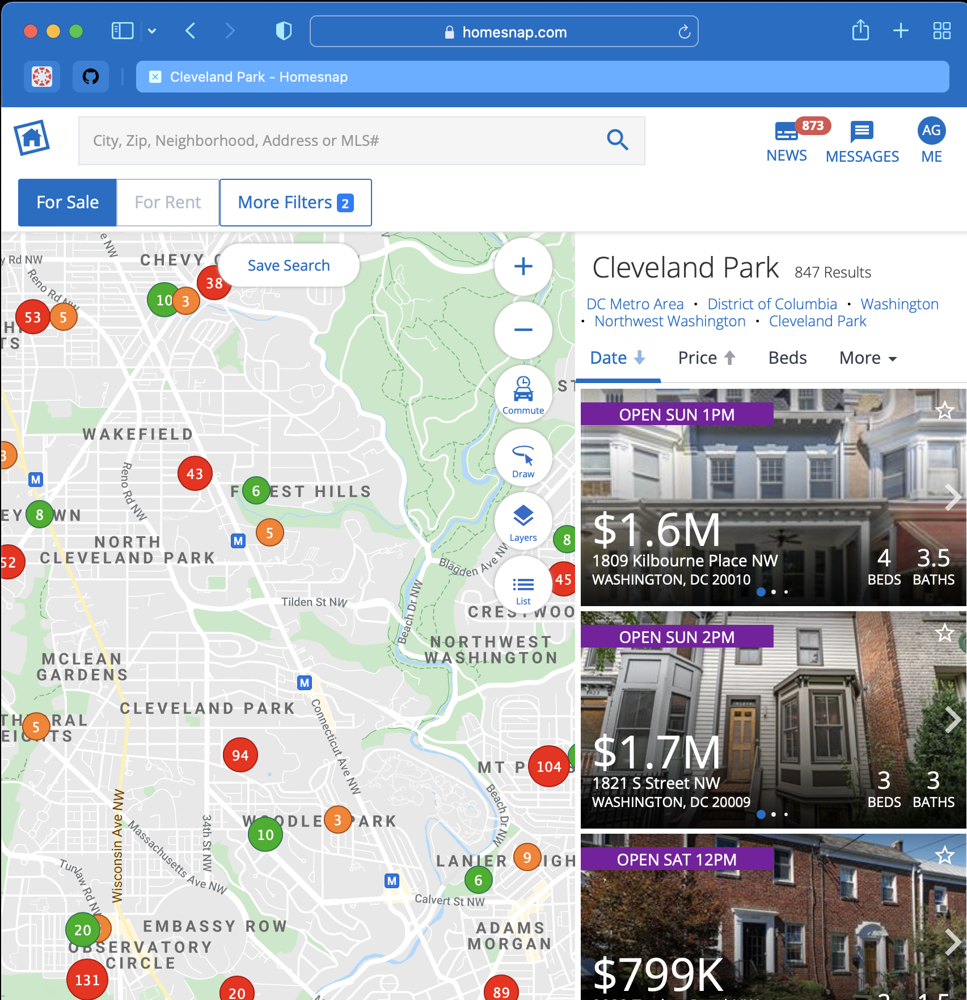 homesnap.com
Cleveland Park - Homesnap
City, Zip, Neighborhood, Address or MLS#
873
NEWS
MESSAGES
AG
ME
For Sale
For Rent
More Filters 2
Save Search
e NW
y Rd NW
CHEVY C
Reno Rd NW
38
10
3
53
5
TS
WAKEFIELD
Reno Rd NW
3
M
43
F
6
EST HILLS
EY
8
WN
5
M
NORTH
CLEVELAND PARK
52
Tilden St NW
Beach Dr NW
Blagden Ave NW
8
45
CRESTWOO
NORTHWEST
WASHINGTON
MCLEAN
GARDENS
M
CLEVELAND PARK
Connecticut Ave NW
5
94
MT P
104
Beach Dr NW
Wisconsin Ave NW
34th St NW
Massachusetts Ave NW
WOODLE
3
PARK
10
LANIER
9
IGH
6
M
Calvert St NW
Tunlaw Rd NW
20
EMBASSY ROW
OBSERVATORY
CIRCLE
131
20
ADAMS
MORGAN
89
Commute
Draw
Layers
List
Cleveland Park 847 Results
DC Metro Area • District of Columbia • Washington
• Northwest Washington • Cleveland Park
Date Price Beds More
OPEN SUN 1PM
$1.6M
1809 Kilbourne Place NW
WASHINGTON, DC 20010
4 BEDS
3.5 BATHS
OPEN SUN 2PM
$1.7M
1821 S Street NW
WASHINGTON, DC 20009
3 BEDS
3 BATHS
OPEN SAT 12PM
$799K